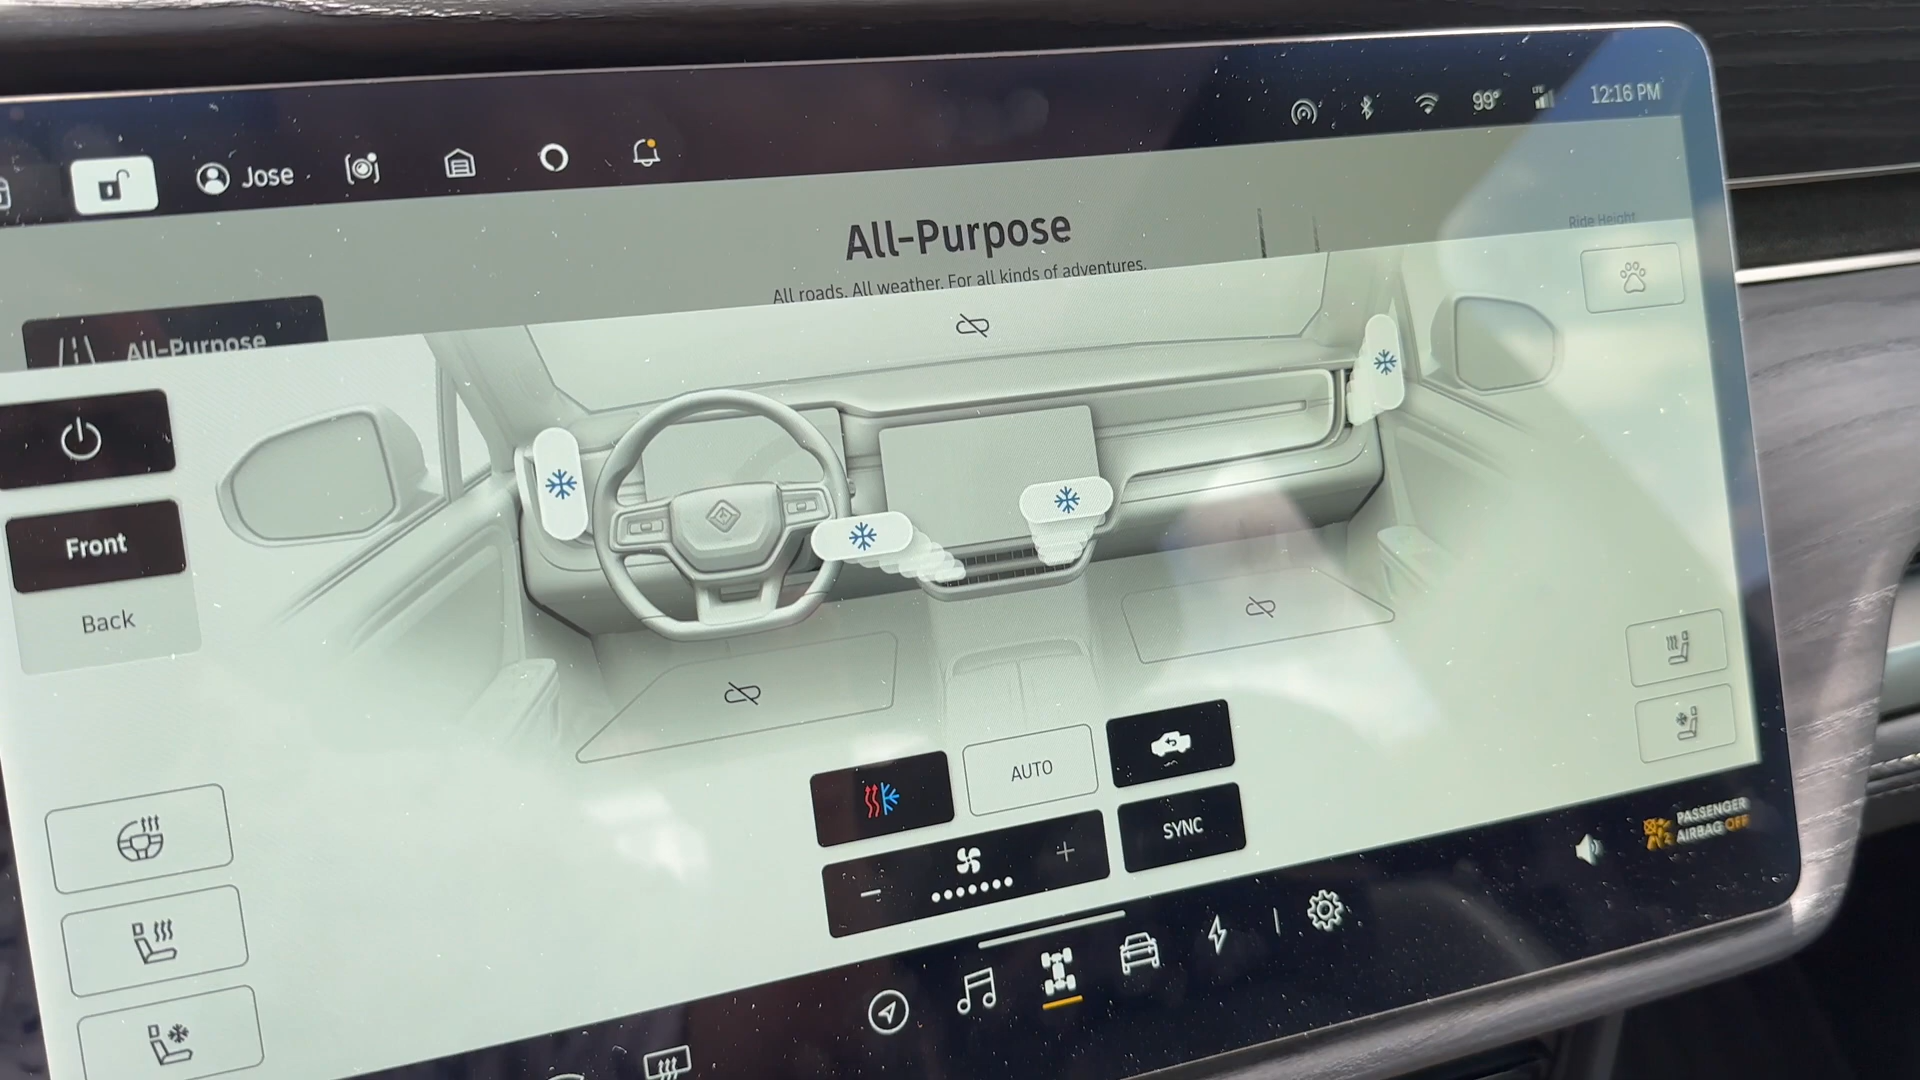 Jose
99°
LTE
12:16 PM
All-Purpose
All roads. All weather. For all kinds of adventures.
Ride Height
All-Purpose
Front
Back
AUTO
SYNC
PASSENGER
AIRBAG OFF